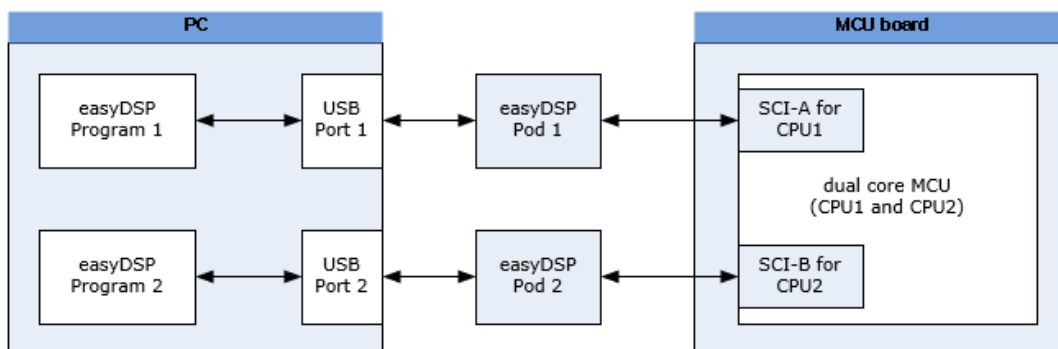 PC
MCU board
easyDSP
Program 1
USB
Port 1
easyDSP
Pod 1
SCI-A for
CPU1
dual core MCU
(CPU1 and CPU2)
easyDSP
Program 2
USB
Port 2
easyDSP
Pod 2
SCI-B for
CPU2